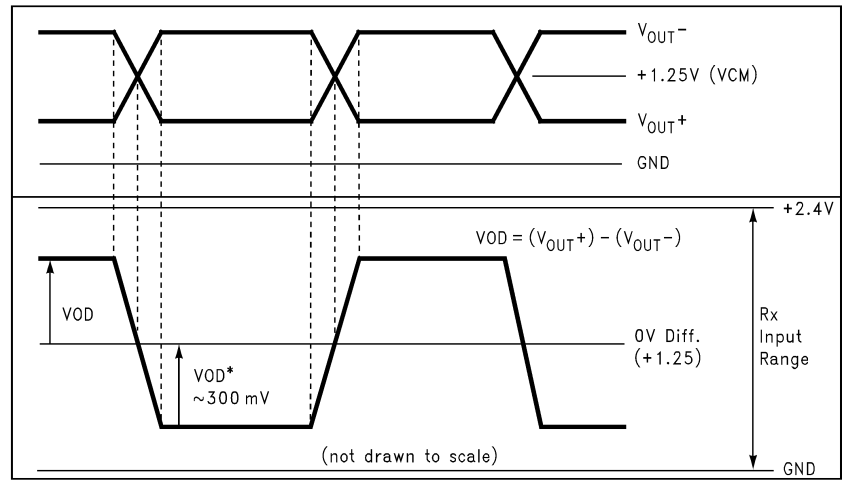 VOUT-
+1.25V (VCM)
VOUT+
GND
+2.4V
VOD = (VOUT+) - (VOUT-)
VOD
0V Diff.
(+1.25)
Rx
Input
Range
VOD*
~300 mV
(not drawn to scale)
GND